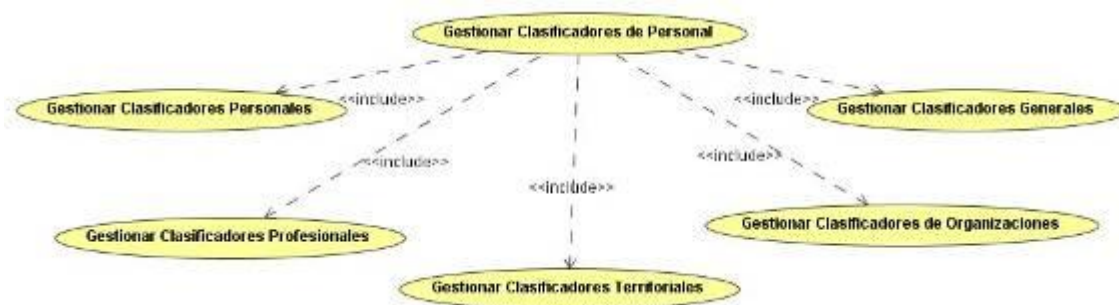 Gestionar Clasificadores de Personal
<<include>>
<<include>>
Gestionar Clasificadores Personales
Gestionar Clasificadores Generales
<<include>>
<<include>>
<<include>>
Gestionar Clasificadores Profesionales
Gestionar Clasificadores de Organizaciones
Gestionar Clasificadores Territoriales